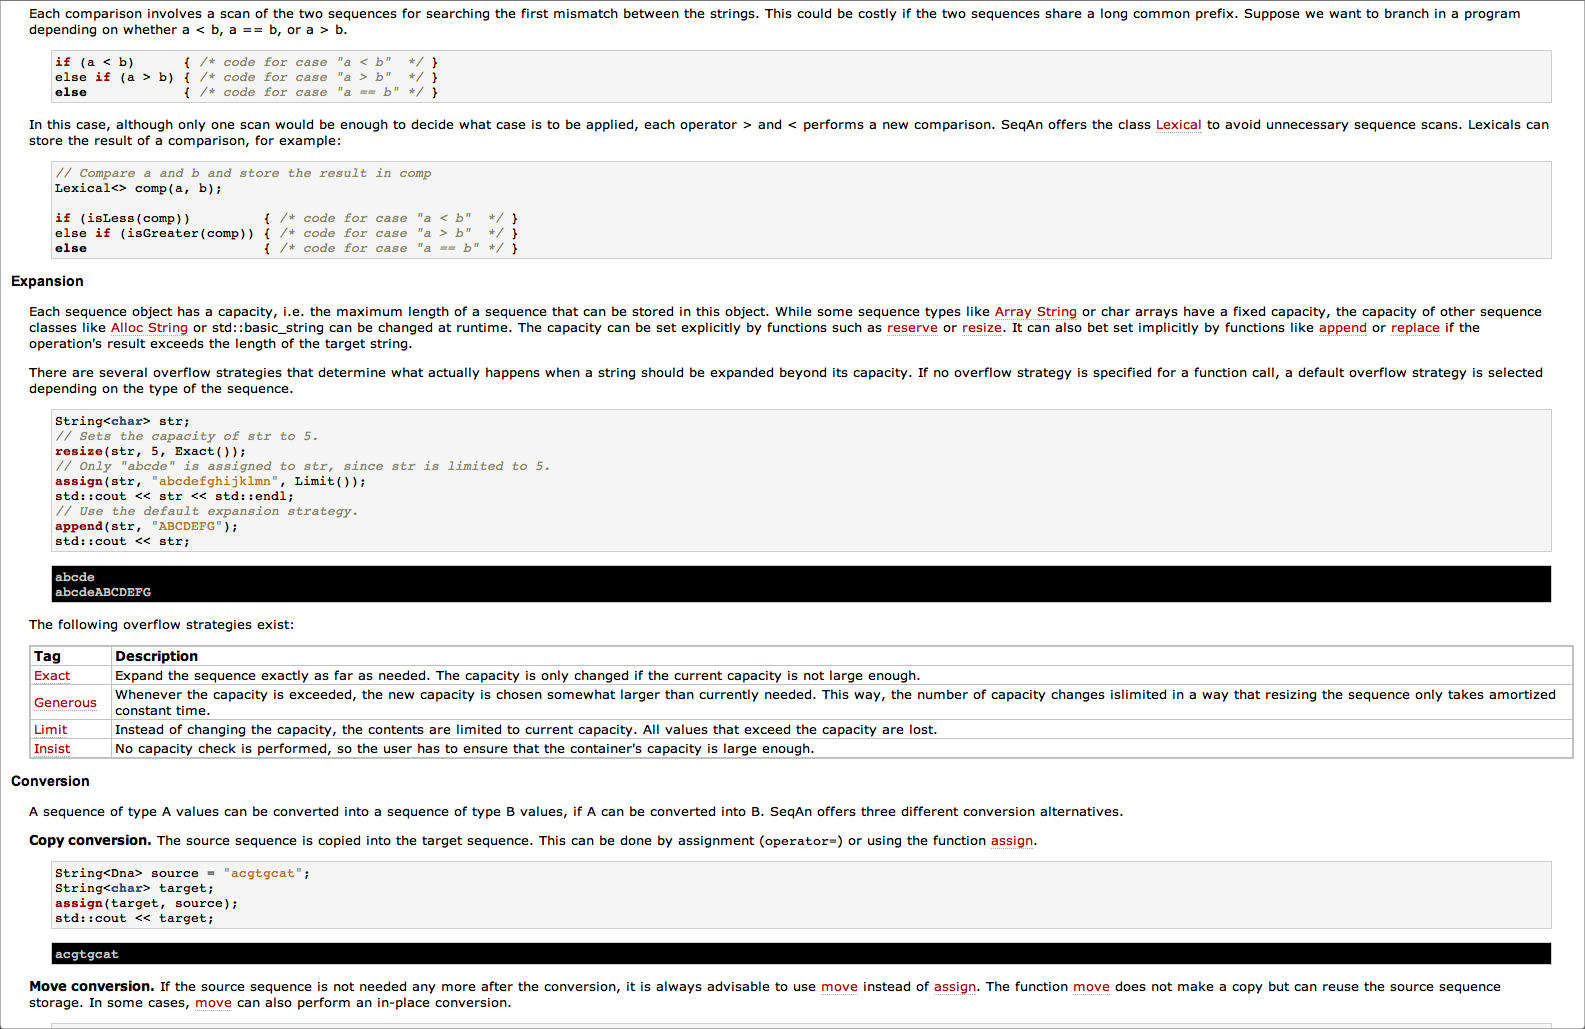 Each comparison involves a scan of the two sequences for searching the first mismatch between the strings. This could be costly if the two sequences share a long common prefix. Suppose we want to branch in a program
depending on whether a < b, a == b, or a > b.
if (a < b)      { /* code for case "a < b"  */ }
else if (a > b) { /* code for case "a > b"  */ }
else            { /* code for case "a == b" */ }
In this case, although only one scan would be enough to decide what case is to be applied, each operator > and < performs a new comparison. SeqAn offers the class Lexical to avoid unnecessary sequence scans. Lexicals can
store the result of a comparison, for example:
// Compare a and b and store the result in comp
Lexical<> comp(a, b);
if (isLess(comp))         { /* code for case "a < b"  */ }
else if (isGreater(comp)) { /* code for case "a > b"  */ }
else                      { /* code for case "a == b" */ }
Expansion
Each sequence object has a capacity, i.e. the maximum length of a sequence that can be stored in this object. While some sequence types like Array String or char arrays have a fixed capacity, the capacity of other sequence
classes like Alloc String or std::basic_string can be changed at runtime. The capacity can be set explicitly by functions such as reserve or resize. It can also bet set implicitly by functions like append or replace if the
operation's result exceeds the length of the target string.
There are several overflow strategies that determine what actually happens when a string should be expanded beyond its capacity. If no overflow strategy is specified for a function call, a default overflow strategy is selected
depending on the type of the sequence.
String<char> str;
// Sets the capacity of str to 5.
resize(str, 5, Exact());
// Only "abcde" is assigned to str, since str is limited to 5.
assign(str, "abcdefghijklmn", Limit());
std::cout << str << std::endl;
// Use the default expansion strategy.
append(str, "ABCDEFG");
std::cout << str;
abcde
abcdeABCDEFG
The following overflow strategies exist:
Tag Description
Exact Expand the sequence exactly as far as needed. The capacity is only changed if the current capacity is not large enough.
Generous Whenever the capacity is exceeded, the new capacity is chosen somewhat larger than currently needed. This way, the number of capacity changes islimited in a way that resizing the sequence only takes amortized
constant time.
Limit Instead of changing the capacity, the contents are limited to current capacity. All values that exceed the capacity are lost.
Insist No capacity check is performed, so the user has to ensure that the container's capacity is large enough.
Conversion
A sequence of type A values can be converted into a sequence of type B values, if A can be converted into B. SeqAn offers three different conversion alternatives.
Copy conversion. The source sequence is copied into the target sequence. This can be done by assignment (operator=) or using the function assign.
String<Dna> source = "acgtgcat";
String<char> target;
assign(target, source);
std::cout << target;
acgtgcat
Move conversion. If the source sequence is not needed any more after the conversion, it is always advisable to use move instead of assign. The function move does not make a copy but can reuse the source sequence
storage. In some cases, move can also perform an in-place conversion.